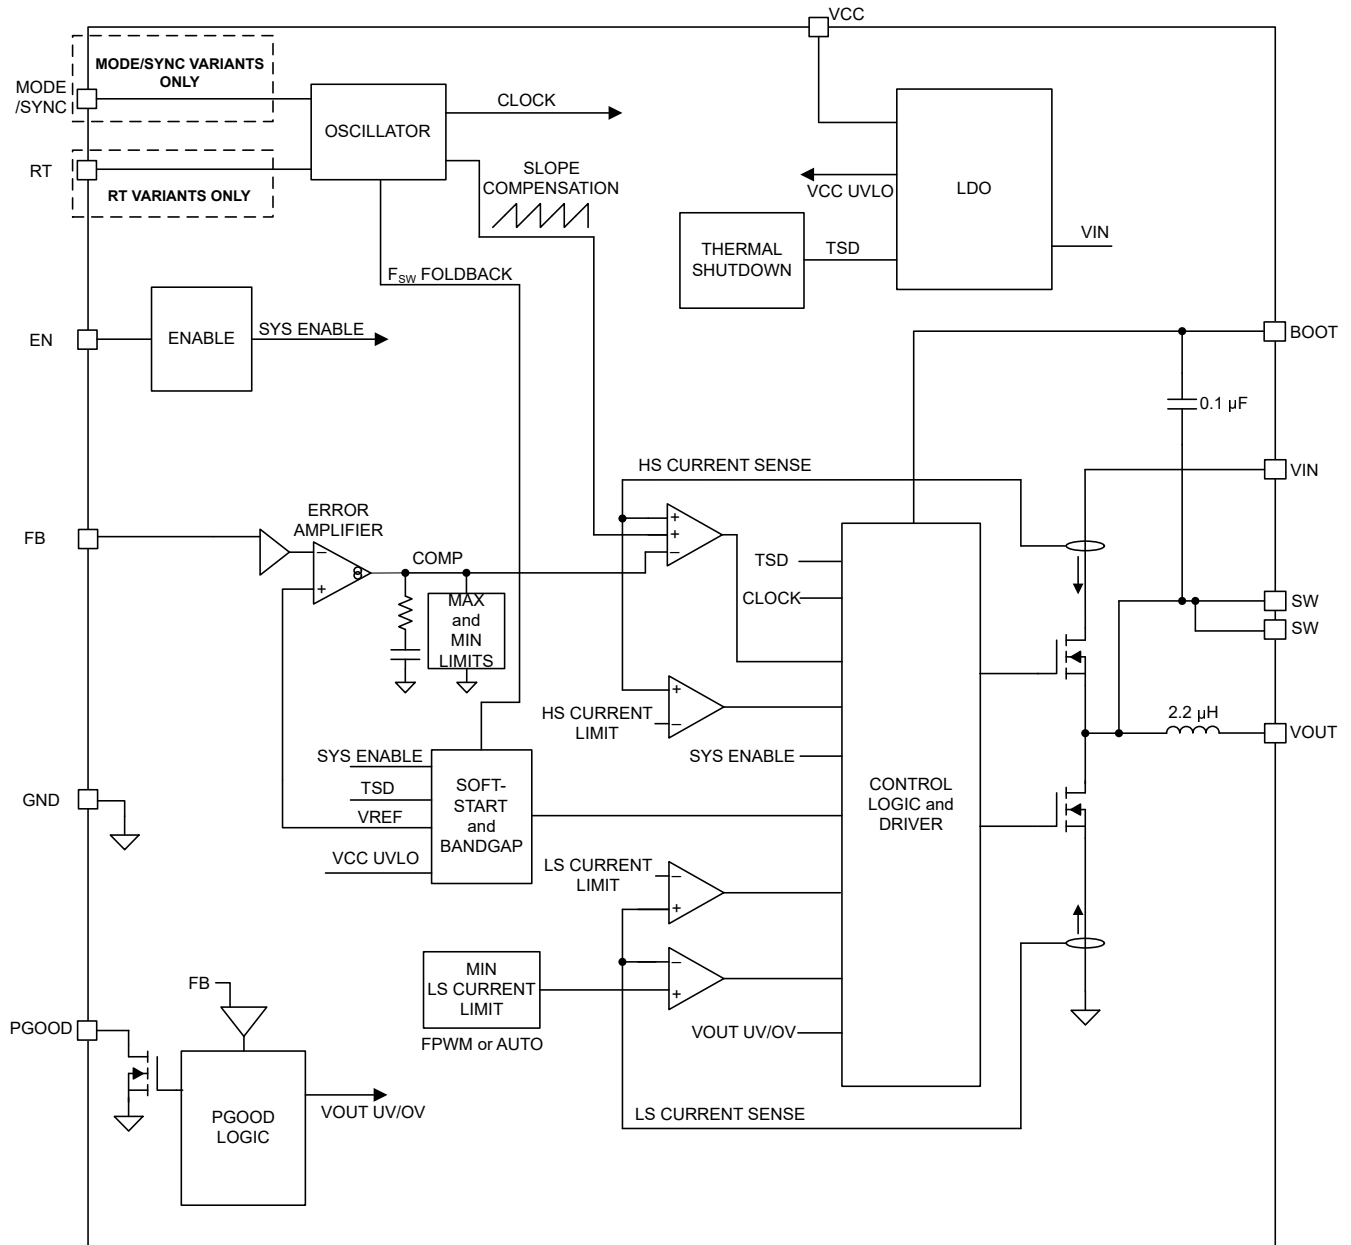 VCC
MODE/SYNC VARIANTS
ONLY
MODE
/SYNC
OSCILLATOR
CLOCK
RT
RT VARIANTS ONLY
SLOPE
COMPENSATION
VCC UVLO
LDO
THERMAL
SHUTDOWN
TSD
VIN
FSW FOLDBACK
EN
ENABLE
SYS ENABLE
BOOT
0.1 µF
HS CURRENT SENSE
VIN
ERROR
AMPLIFIER
FB
−
+
COMP
+
+
−
TSD
CLOCK
MAX
and
MIN
LIMITS
SW
SW
+
−
HS CURRENT
LIMIT
2.2 µH
VOUT
SYS ENABLE
SYS ENABLE
TSD
VREF
VCC UVLO
SOFT-
START
and
BANDGAP
CONTROL
LOGIC and
DRIVER
GND
LS CURRENT
LIMIT
−
+
MIN
LS CURRENT
LIMIT
FPWM or AUTO
−
+
FB
PGOOD
VOUT UV/OV
PGOOD
LOGIC
VOUT UV/OV
LS CURRENT SENSE